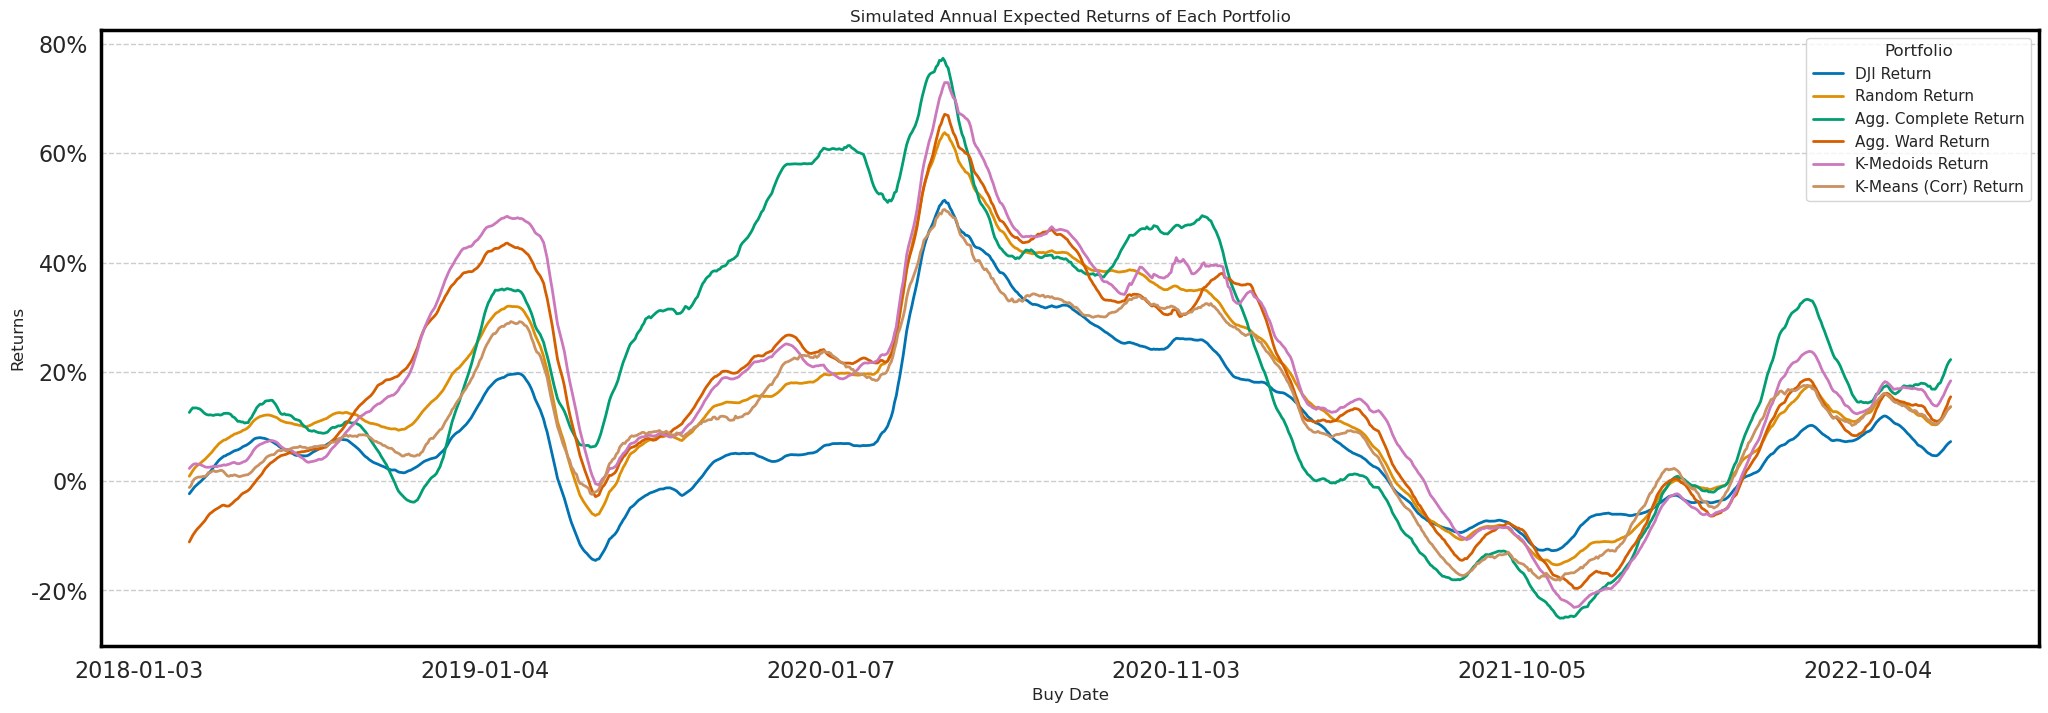 Simulated Annual Expected Returns of Each Portfolio
80%
60%
40%
20%
0%
-20%
Returns
Portfolio
DJI Return
Random Return
Agg. Complete Return
Agg. Ward Return
K-Medoids Return
K-Means (Corr) Return
2018-01-03
2019-01-04
2020-01-07
2020-11-03
2021-10-05
2022-10-04
Buy Date